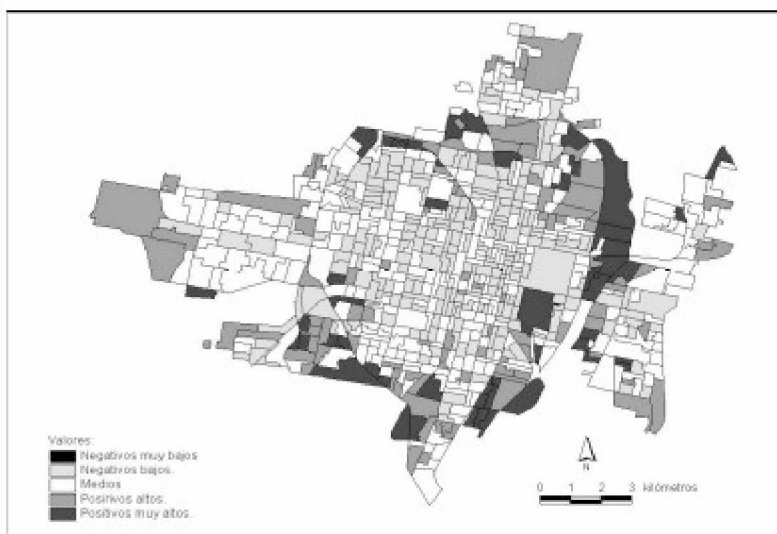 Valores:
Negativos muy bajos
Negativos bajos.
Medios
Posirivos altos.
Positivos muy altos.
N
0 1 2 3 kilómetros